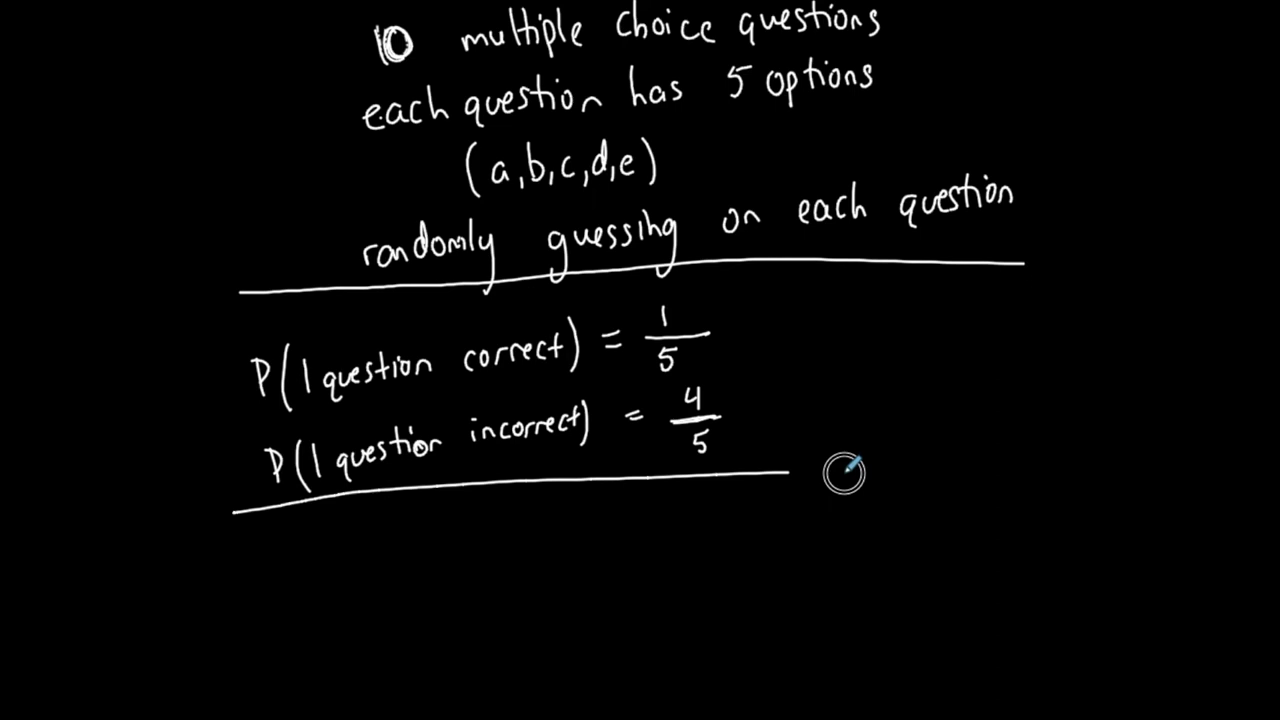 10 multiple choice questions
each question has 5 options
(a,b,c,d,e)
randomly guessing on each question
P(1 question correct) = 1/5
P(1 question incorrect) = 4/5